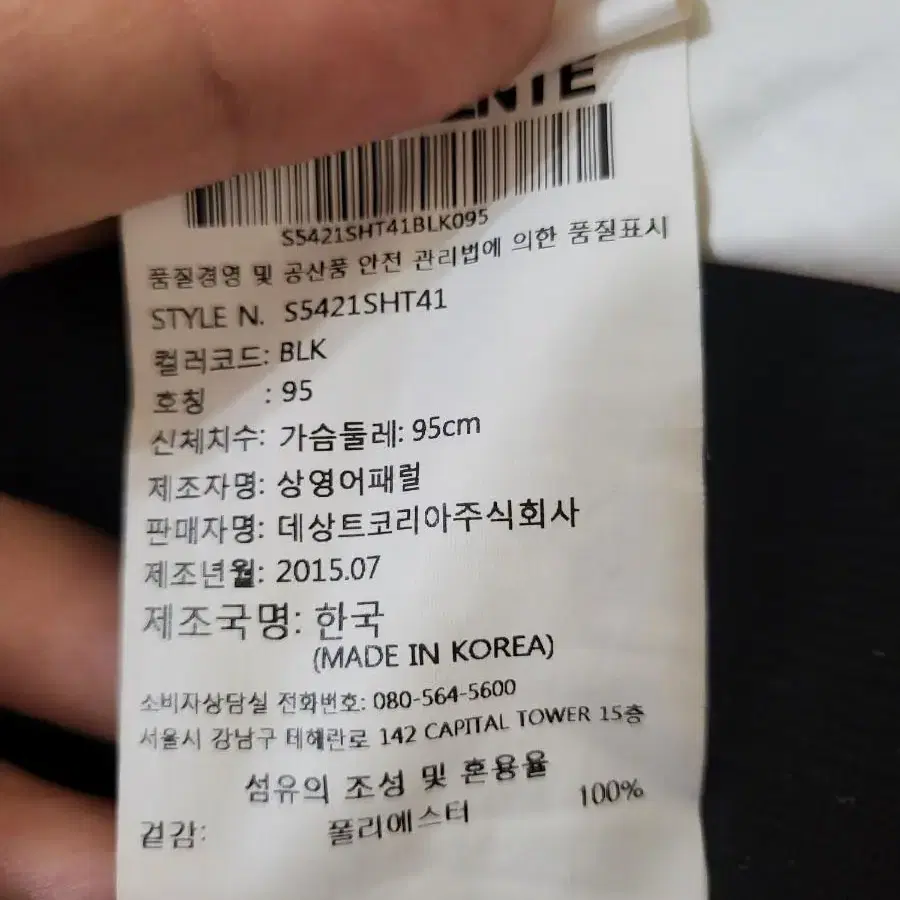 S5421SHT41BLK095
품질경영 및 공산품 안전 관리법에 의한 품질표시
STYLE N. S5421SHT41
컬러코드: BLK
호칭 : 95
신체치수: 가슴둘레: 95cm
제조자명: 상영어패럴
판매자명: 데상트코리아주식회사
제조년월: 2015.07
제조국명: 한국
(MADE IN KOREA)
소비자상담실 전화번호: 080-564-5600
서울시 강남구 테헤란로 142 CAPITAL TOWER 15층
섬유의 조성 및 혼용율
겉감: 폴리에스터 100%